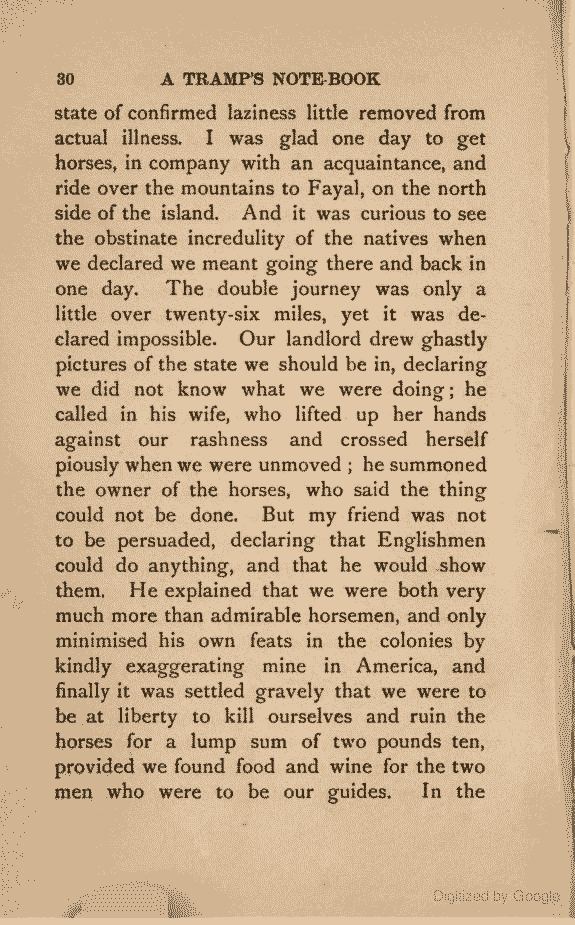 30 A TRAMP'S NOTE-BOOK
state of confirmed laziness little removed from
actual illness. I was glad one day to get
horses, in company with an acquaintance, and
ride over the mountains to Fayal, on the north
side of the island. And it was curious to see
the obstinate incredulity of the natives when
we declared we meant going there and back in
one day. The double journey was only a
little over twenty-six miles, yet it was de-
clared impossible. Our landlord drew ghastly
pictures of the state we should be in, declaring
we did not know what we were doing; he
called in his wife, who lifted up her hands
against our rashness and crossed herself
piously when we were unmoved ; he summoned
the owner of the horses, who said the thing
could not be done. But my friend was not
to be persuaded, declaring that Englishmen
could do anything, and that he would show
them. He explained that we were both very
much more than admirable horsemen, and only
minimised his own feats in the colonies by
kindly exaggerating mine in America, and
finally it was settled gravely that we were to
be at liberty to kill ourselves and ruin the
horses for a lump sum of two pounds ten,
provided we found food and wine for the two
men who were to be our guides. In the
Digitized by Google